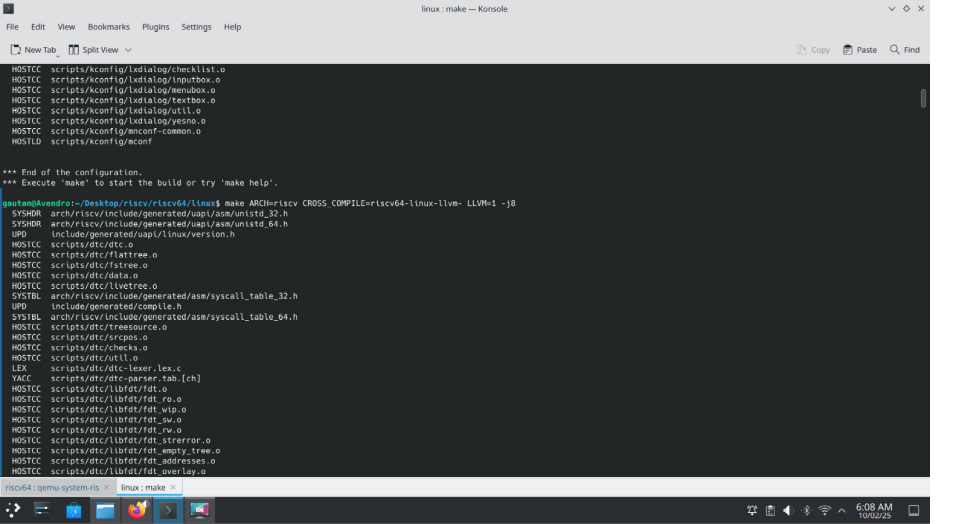 linux : make — Konsole
File Edit View Bookmarks Plugins Settings Help
New Tab Split View Copy Paste Find
HOSTCC scripts/kconfig/lxdialog/checklist.o
HOSTCC scripts/kconfig/lxdialog/inputbox.o
HOSTCC scripts/kconfig/lxdialog/menubox.o
HOSTCC scripts/kconfig/lxdialog/textbox.o
HOSTCC scripts/kconfig/lxdialog/util.o
HOSTCC scripts/kconfig/lxdialog/yesno.o
HOSTCC scripts/kconfig/mnconf-common.o
HOSTLD scripts/kconfig/mconf
*** End of the configuration.
*** Execute 'make' to start the build or try 'make help'.
gautam@Avendro:~/Desktop/riscv/riscv64/linux$ make ARCH=riscv CROSS_COMPILE=riscv64-linux-llvm- LLVM=1 -j8
SYSHDR arch/riscv/include/generated/uapi/asm/unistd_32.h
SYSHDR arch/riscv/include/generated/uapi/asm/unistd_64.h
UPD include/generated/uapi/linux/version.h
HOSTCC scripts/dtc/dtc.o
HOSTCC scripts/dtc/flattree.o
HOSTCC scripts/dtc/fstree.o
HOSTCC scripts/dtc/data.o
HOSTCC scripts/dtc/livetree.o
SYSTBL arch/riscv/include/generated/asm/syscall_table_32.h
UPD include/generated/compile.h
SYSTBL arch/riscv/include/generated/asm/syscall_table_64.h
HOSTCC scripts/dtc/treesource.o
HOSTCC scripts/dtc/srcpos.o
HOSTCC scripts/dtc/checks.o
HOSTCC scripts/dtc/util.o
LEX scripts/dtc/dtc-lexer.lex.c
YACC scripts/dtc/dtc-parser.tab.[ch]
HOSTCC scripts/dtc/libfdt/fdt.o
HOSTCC scripts/dtc/libfdt/fdt_ro.o
HOSTCC scripts/dtc/libfdt/fdt_wip.o
HOSTCC scripts/dtc/libfdt/fdt_sw.o
HOSTCC scripts/dtc/libfdt/fdt_rw.o
HOSTCC scripts/dtc/libfdt/fdt_strerror.o
HOSTCC scripts/dtc/libfdt/fdt_empty_tree.o
HOSTCC scripts/dtc/libfdt/fdt_addresses.o
HOSTCC scripts/dtc/libfdt/fdt_overlay.o
riscv64 : qemu-system-ris linux : make
6:08 AM
10/02/25